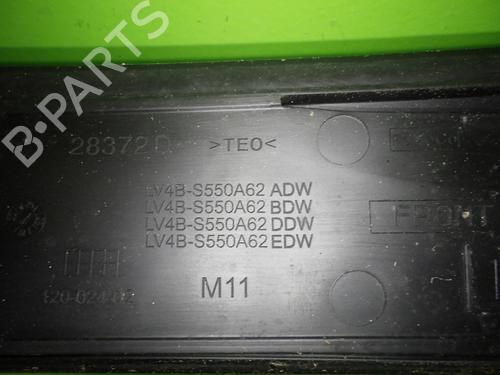 B-PARTS
28372
>TEO<
LV4B-S550A62 ADW
LV4B-S550A62 BDW
LV4B-S550A62 DDW
LV4B-S550A62 EDW
FRONT
M11